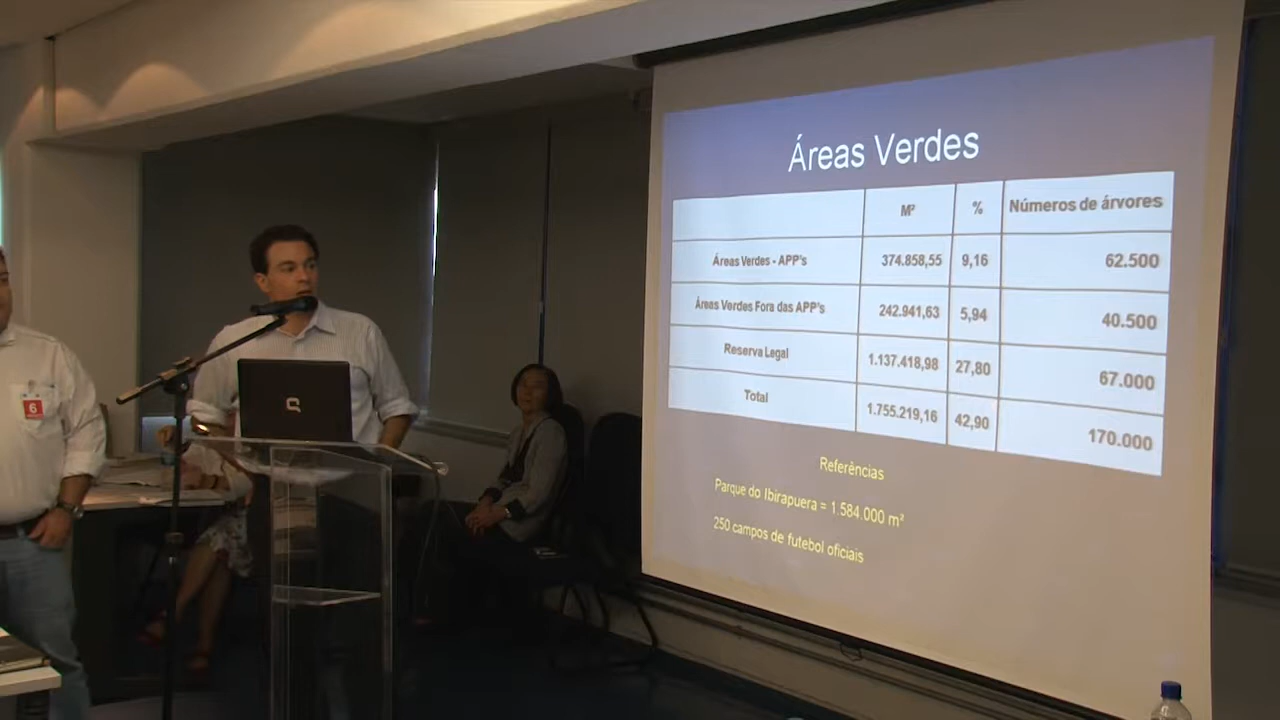 Áreas Verdes
M² % Números de árvores
Áreas Verdes - APP's 374.858,55 9,16 62.500
Áreas Verdes Fora das APP's 242.941,63 5,94 40.500
Reserva Legal 1.137.418,98 27,80 67.000
Total 1.755.219,16 42,90 170.000
Referências
Parque do Ibirapuera = 1.584.000 m²
250 campos de futebol oficiais
6